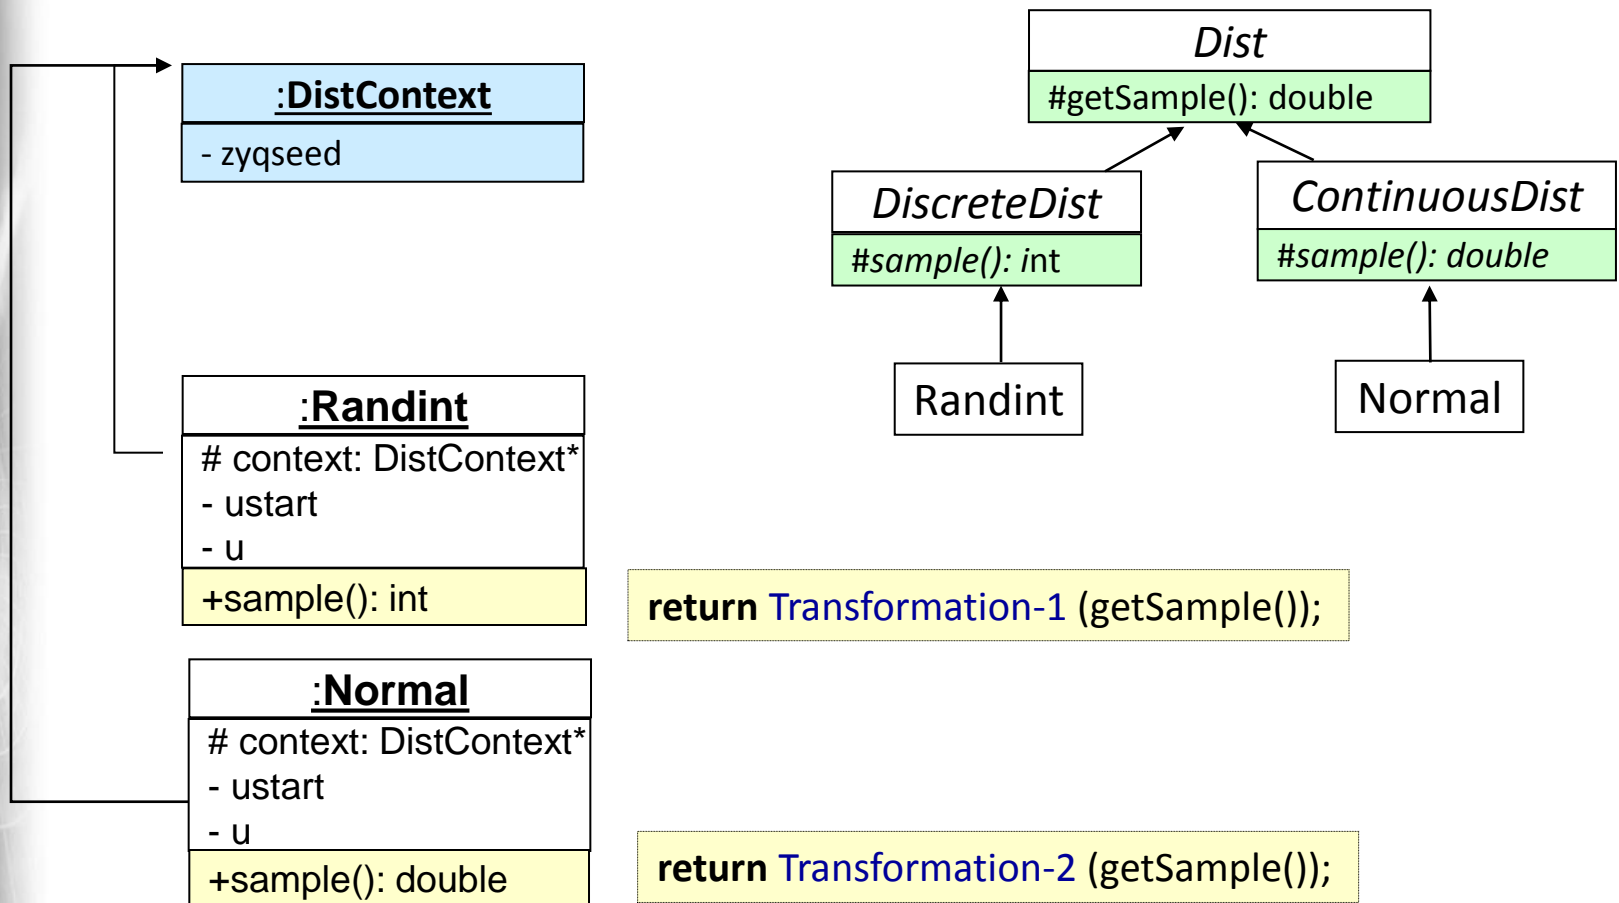 :DistContext
- zyqseed
Dist
#getSample(): double
DiscreteDist
#sample(): int
ContinuousDist
#sample(): double
Randint
Normal
:Randint
# context: DistContext*
- ustart
- u
+sample(): int
return Transformation-1 (getSample());
:Normal
# context: DistContext*
- ustart
- u
+sample(): double
return Transformation-2 (getSample());